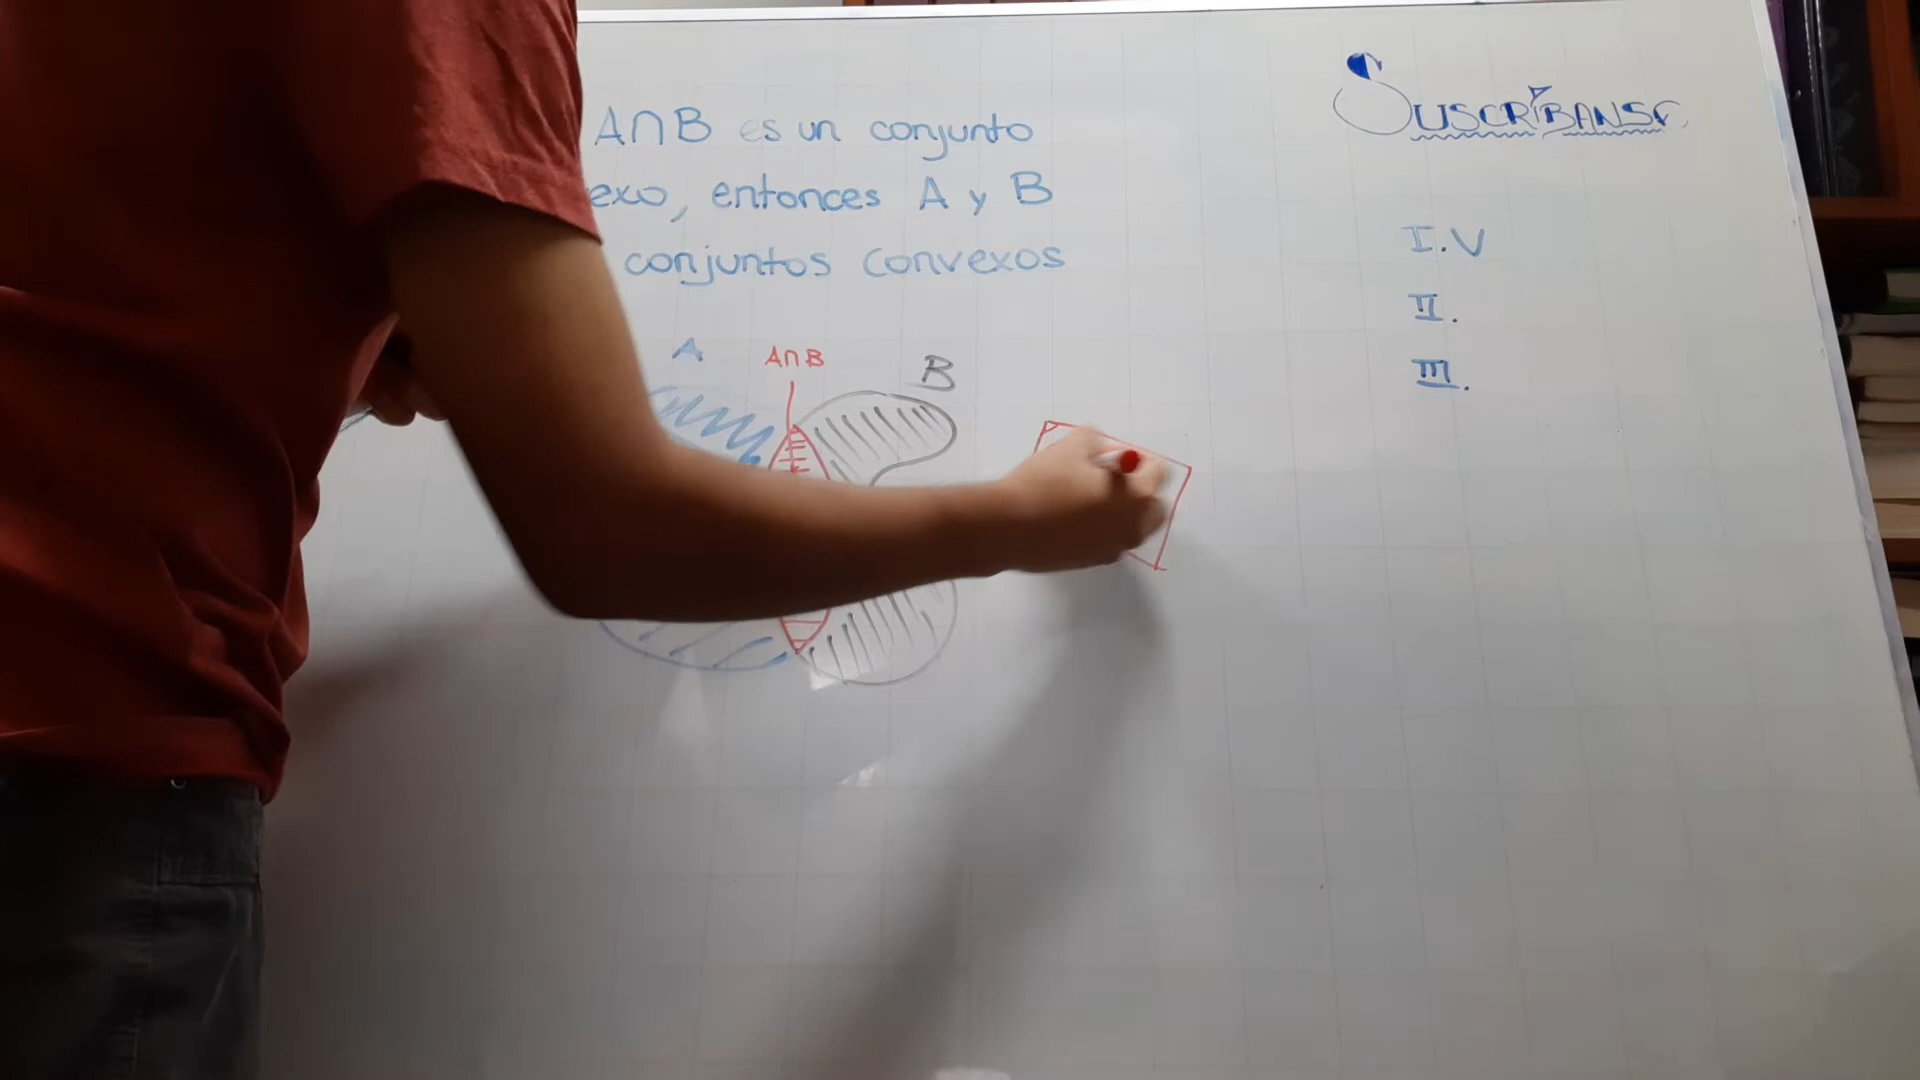 A∩B es un conjunto
exo, entonces A y B
conjuntos convexos
SUSCRÍBANSE
I. V
II.
III.
A
A∩B
B